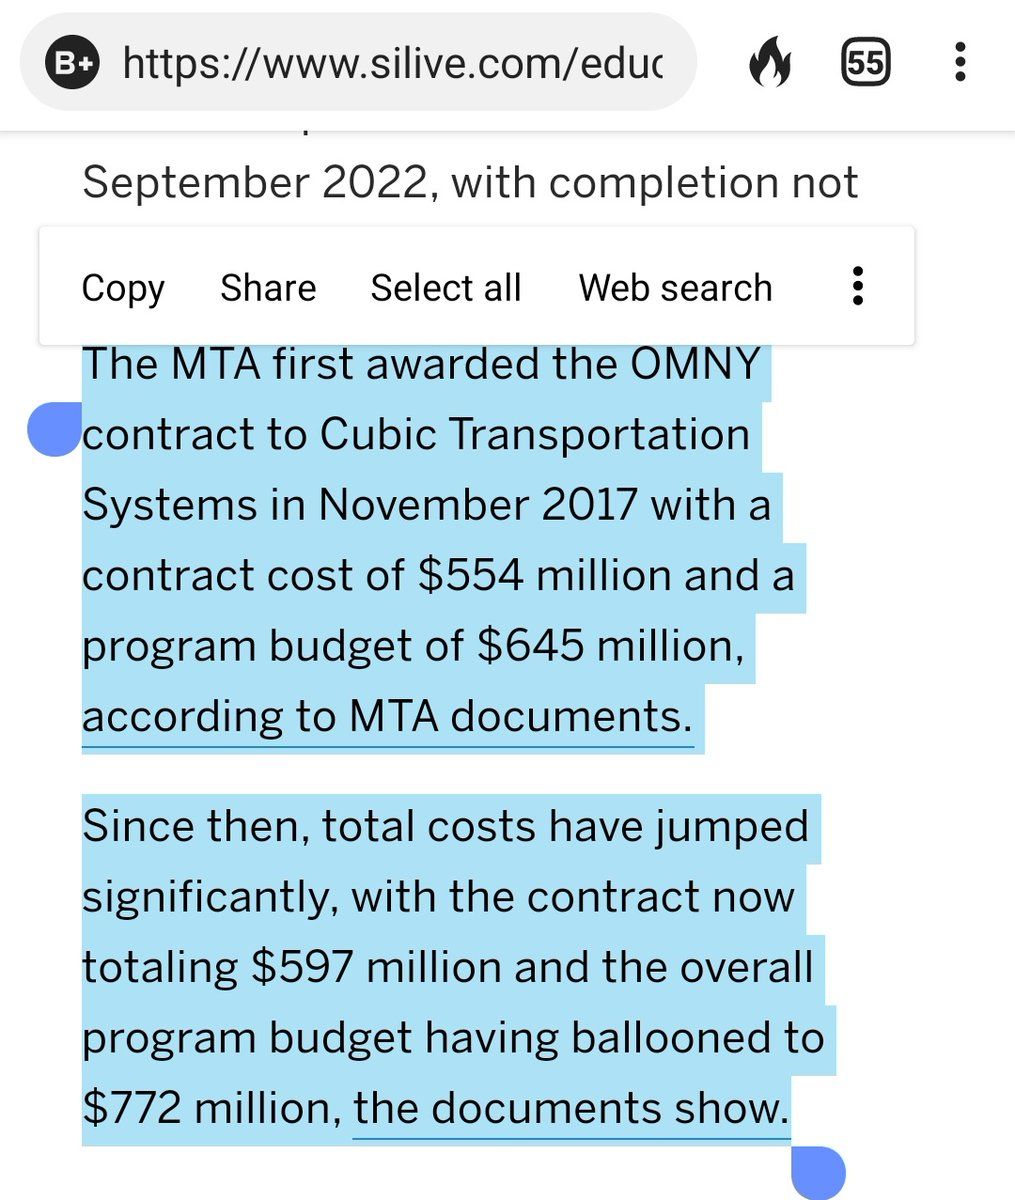 B+ https://www.silive.com/educ 55
September 2022, with completion not
Copy Share Select all Web search
The MTA first awarded the OMNY
contract to Cubic Transportation
Systems in November 2017 with a
contract cost of $554 million and a
program budget of $645 million,
according to MTA documents.
Since then, total costs have jumped
significantly, with the contract now
totaling $597 million and the overall
program budget having ballooned to
$772 million, the documents show.